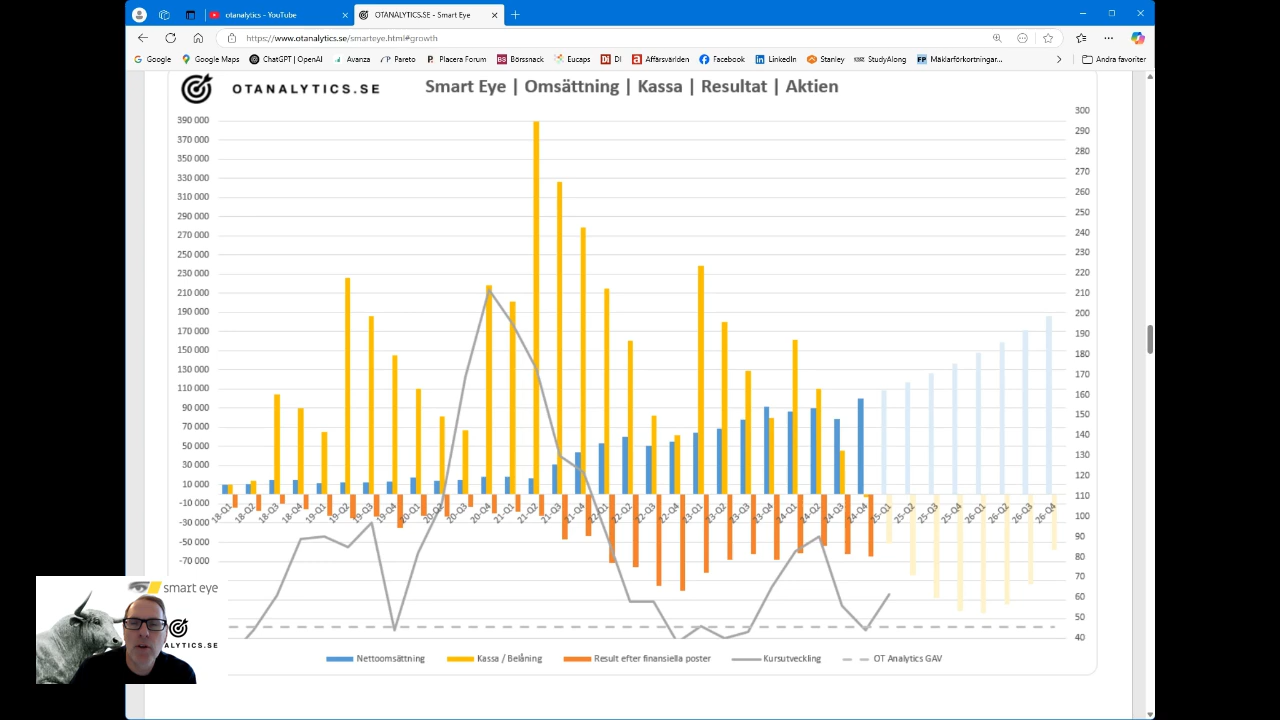 otanalytics - YouTube
OTANALYTICS.SE - Smart Eye
https://www.otanalytics.se/smarteye.html#growth
Google
Google Maps
ChatGPT | OpenAI
Avanza
Pareto
Placera Forum
Börssnack
Eucaps
DI
Affärsvärlden
Facebook
LinkedIn
Stanley
StudyAlong
Mäklarförkortningar...
Andra favoriter
OTANALYTICS.SE
Smart Eye | Omsättning | Kassa | Resultat | Aktien
390 000
370 000
350 000
330 000
310 000
290 000
270 000
250 000
230 000
210 000
190 000
170 000
150 000
130 000
110 000
90 000
70 000
50 000
30 000
10 000
-10 000
-30 000
-50 000
-70 000
300
290
280
270
260
250
240
230
220
210
200
190
180
170
160
150
140
130
120
110
100
90
80
70
60
50
40
18-Q1
18-Q2
18-Q3
18-Q4
19-Q1
19-Q2
19-Q3
19-Q4
20-Q1
20-Q2
20-Q3
20-Q4
21-Q1
21-Q2
21-Q3
21-Q4
22-Q1
22-Q2
22-Q3
22-Q4
23-Q1
23-Q2
23-Q3
23-Q4
24-Q1
24-Q2
24-Q3
24-Q4
25-Q1
25-Q2
25-Q3
25-Q4
26-Q1
26-Q2
26-Q3
26-Q4
Nettoomsättning
Kassa / Belåning
Result efter finansiella poster
Kursutveckling
OT Analytics GAV
smart eye
ALYTICS.SE